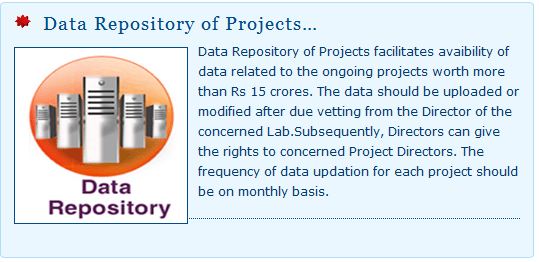 Data Repository of Projects...
Data Repository of Projects facilitates avaibility of
data related to the ongoing projects worth more
than Rs 15 crores. The data should be uploaded or
modified after due vetting from the Director of the
concerned Lab.Subsequently, Directors can give
the rights to concerned Project Directors. The
frequency of data updation for each project should
be on monthly basis.
Data
Repository